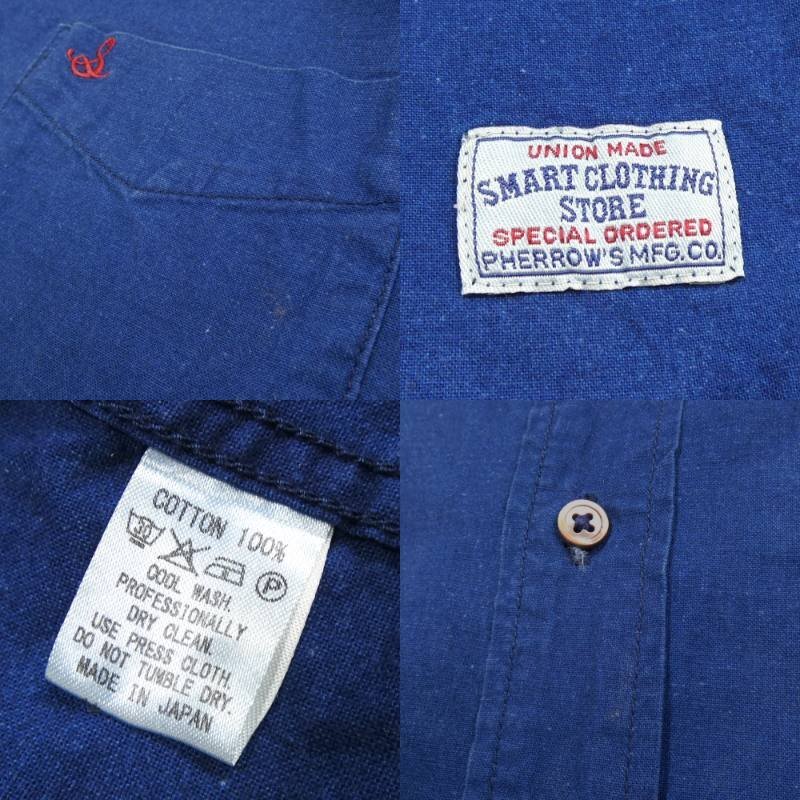 S
UNION MADE
SMART CLOTHING
STORE
SPECIAL ORDERED
PHERROW'S MFG. CO.
COTTON 100%
30 P
COOL WASH.
PROFESSIONALLY
DRY CLEAN.
USE PRESS CLOTH.
DO NOT TUMBLE DRY.
MADE IN JAPAN